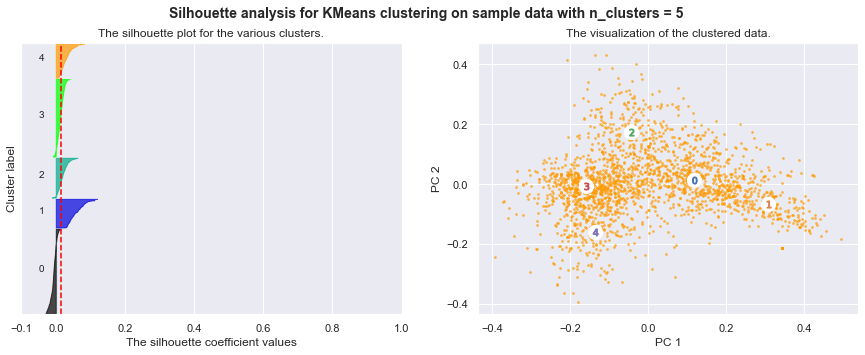 Silhouette analysis for KMeans clustering on sample data with n_clusters = 5
The silhouette plot for the various clusters.
Cluster label
4
3
2
1
0
−0.1 0.0 0.2 0.4 0.6 0.8 1.0
The silhouette coefficient values
The visualization of the clustered data.
PC 2
0.4
0.2
0.0
−0.2
−0.4
2
3
0
1
4
−0.4 −0.2 0.0 0.2 0.4
PC 1